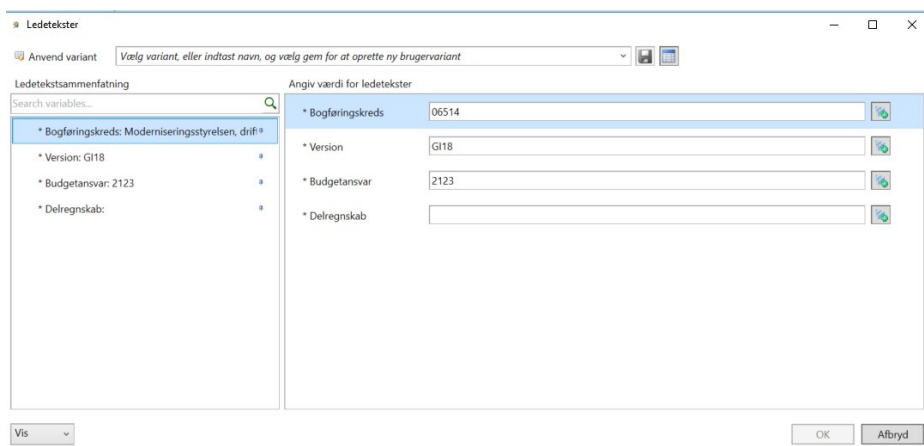 Ledetekster
Anvend variant
Vælg variant, eller indtast navn, og vælg gem for at oprette ny brugervariant
Ledetekstsammenfatning
Search variables...
* Bogføringskreds: Moderniseringsstyrelsen, drift
* Version: GI18
* Budgetansvar: 2123
* Delregnskab:
Angiv værdi for ledetekster
* Bogføringskreds 06514
* Version GI18
* Budgetansvar 2123
* Delregnskab
Vis
OK
Afbryd